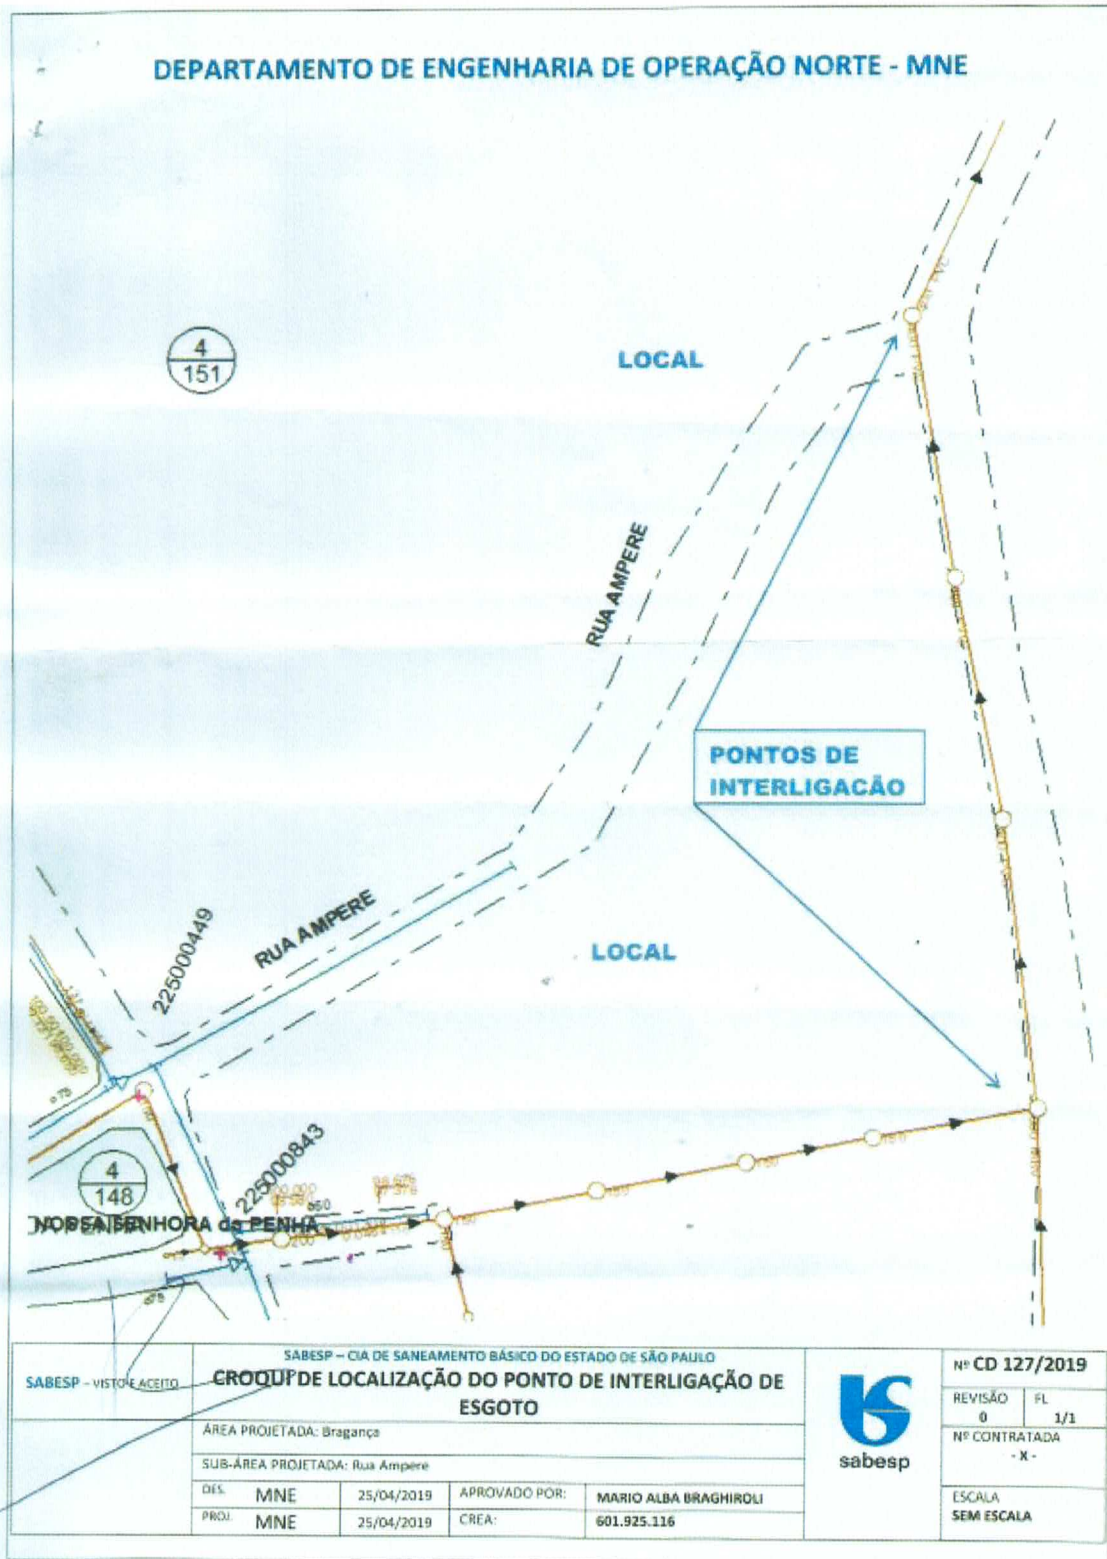 DEPARTAMENTO DE ENGENHARIA DE OPERAÇÃO NORTE - MNE
4
151
LOCAL
RUA AMPERE
PONTOS DE
INTERLIGACÃO
RUA AMPERE
225000449
LOCAL
ø75
4
148
225000843
ø60
NOSSA SENHORA da PENHA
ø75
SABESP – VISTO E ACEITO
SABESP – CIA DE SANEAMENTO BÁSICO DO ESTADO DE SÃO PAULO
CROQUI DE LOCALIZAÇÃO DO PONTO DE INTERLIGAÇÃO DE
ESGOTO
ÁREA PROJETADA: Bragança
SUB-ÁREA PROJETADA: Rua Ampere
DES. MNE 25/04/2019 APROVADO POR: MARIO ALBA BRAGHIROLI
PROJ. MNE 25/04/2019 CREA: 601.925.116
sabesp
Nº CD 127/2019
REVISÃO FL
0 1/1
Nº CONTRATADA
- X -
ESCALA
SEM ESCALA